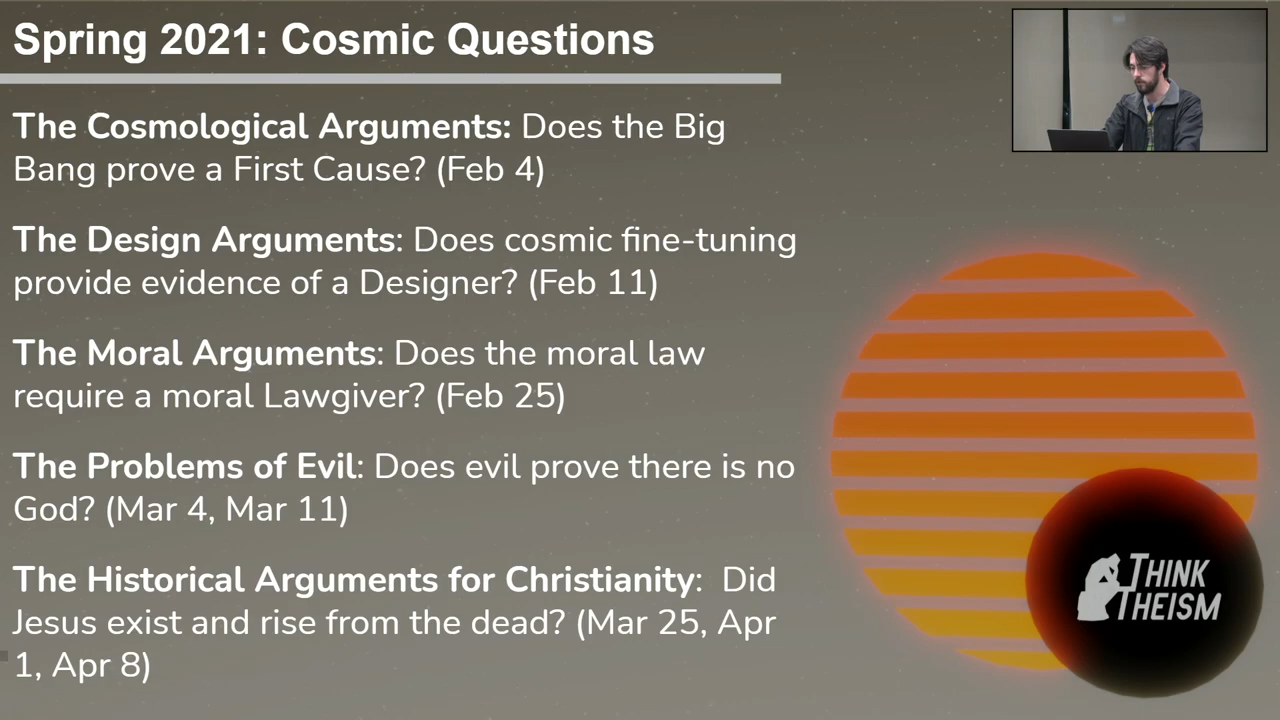 Spring 2021: Cosmic Questions
The Cosmological Arguments: Does the Big
Bang prove a First Cause? (Feb 4)
The Design Arguments: Does cosmic fine-tuning
provide evidence of a Designer? (Feb 11)
The Moral Arguments: Does the moral law
require a moral Lawgiver? (Feb 25)
The Problems of Evil: Does evil prove there is no
God? (Mar 4, Mar 11)
The Historical Arguments for Christianity:  Did
Jesus exist and rise from the dead? (Mar 25, Apr
1, Apr 8)
THINK
THEISM